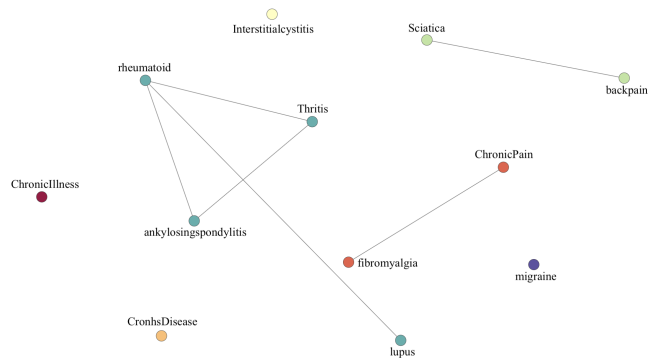 Interstitialcystitis
Sciatica
rheumatoid
backpain
Thritis
ChronicPain
ChronicIllness
ankylosingspondylitis
fibromyalgia
migraine
CronhsDisease
lupus